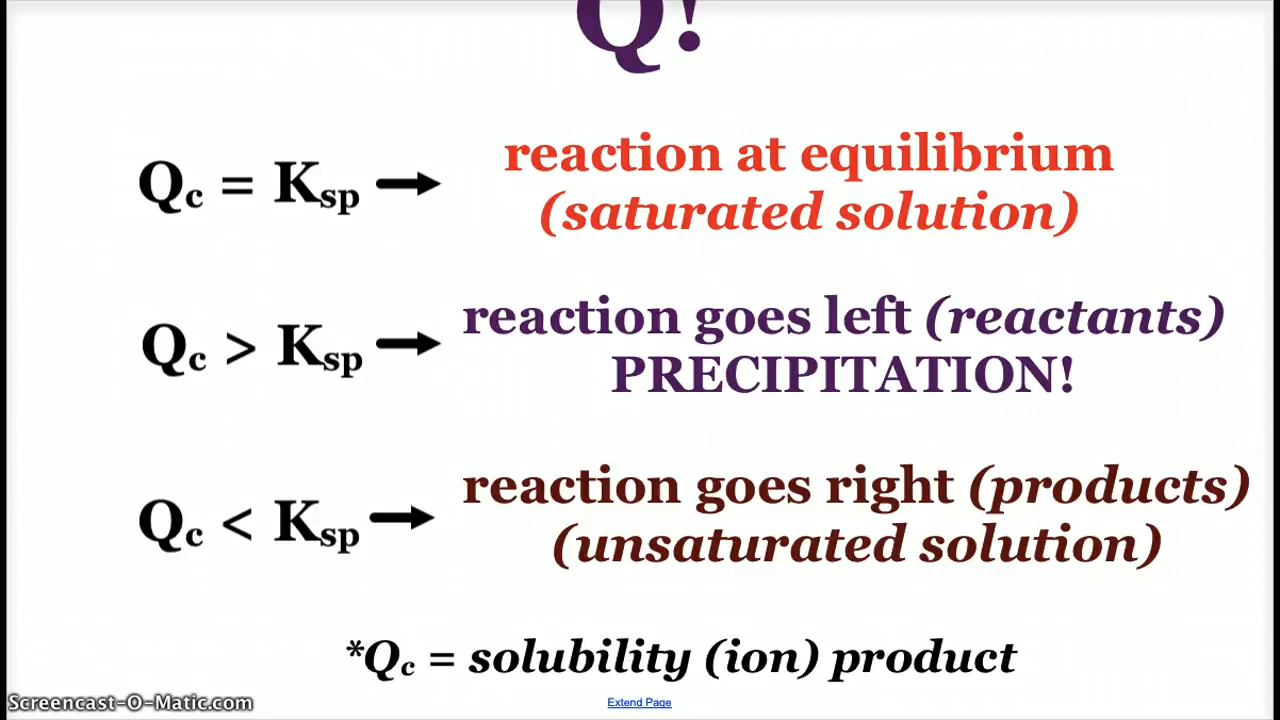 Q!
Qc = Ksp → reaction at equilibrium
(saturated solution)
Qc > Ksp → reaction goes left (reactants)
PRECIPITATION!
Qc < Ksp → reaction goes right (products)
(unsaturated solution)
*Qc = solubility (ion) product
Extend Page
Screencast-O-Matic.com